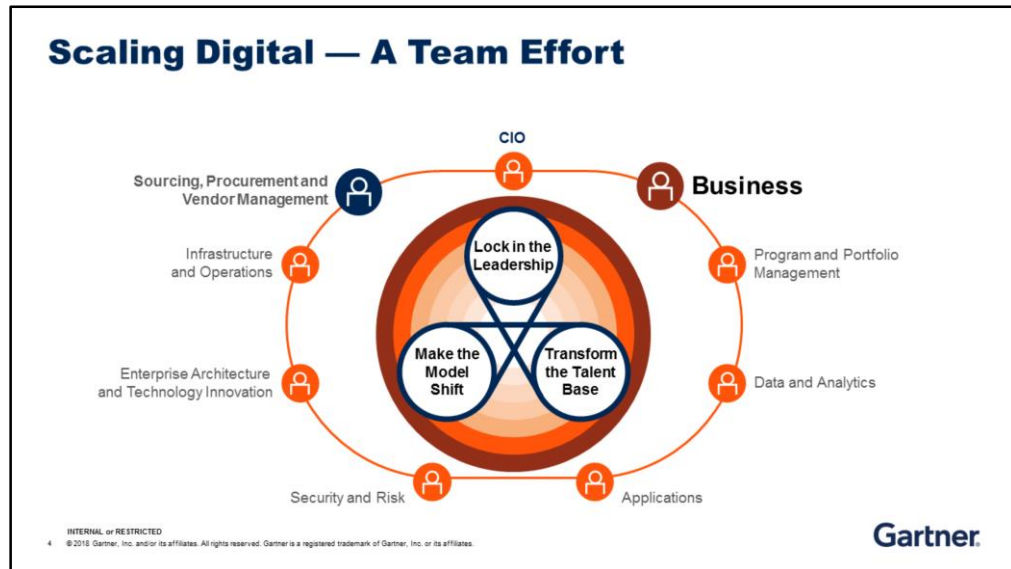 Scaling Digital — A Team Effort
CIO
Sourcing, Procurement and
Vendor Management
Business
Infrastructure
and Operations
Program and Portfolio
Management
Lock in the
Leadership
Make the
Model
Shift
Transform
the Talent
Base
Enterprise Architecture
and Technology Innovation
Data and Analytics
Security and Risk
Applications
INTERNAL or RESTRICTED
4 © 2018 Gartner, Inc. and/or its affiliates. All rights reserved. Gartner is a registered trademark of Gartner, Inc. or its affiliates.
Gartner®